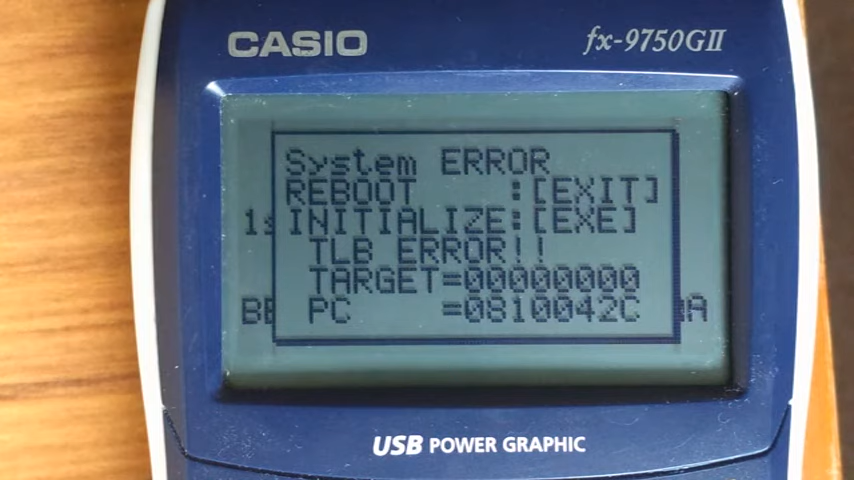 CASIO fx-9750GII
System ERROR
REBOOT :[EXIT]
INITIALIZE:[EXE]
TLB ERROR!!
TARGET=00000000
PC =0810042C
USB POWER GRAPHIC